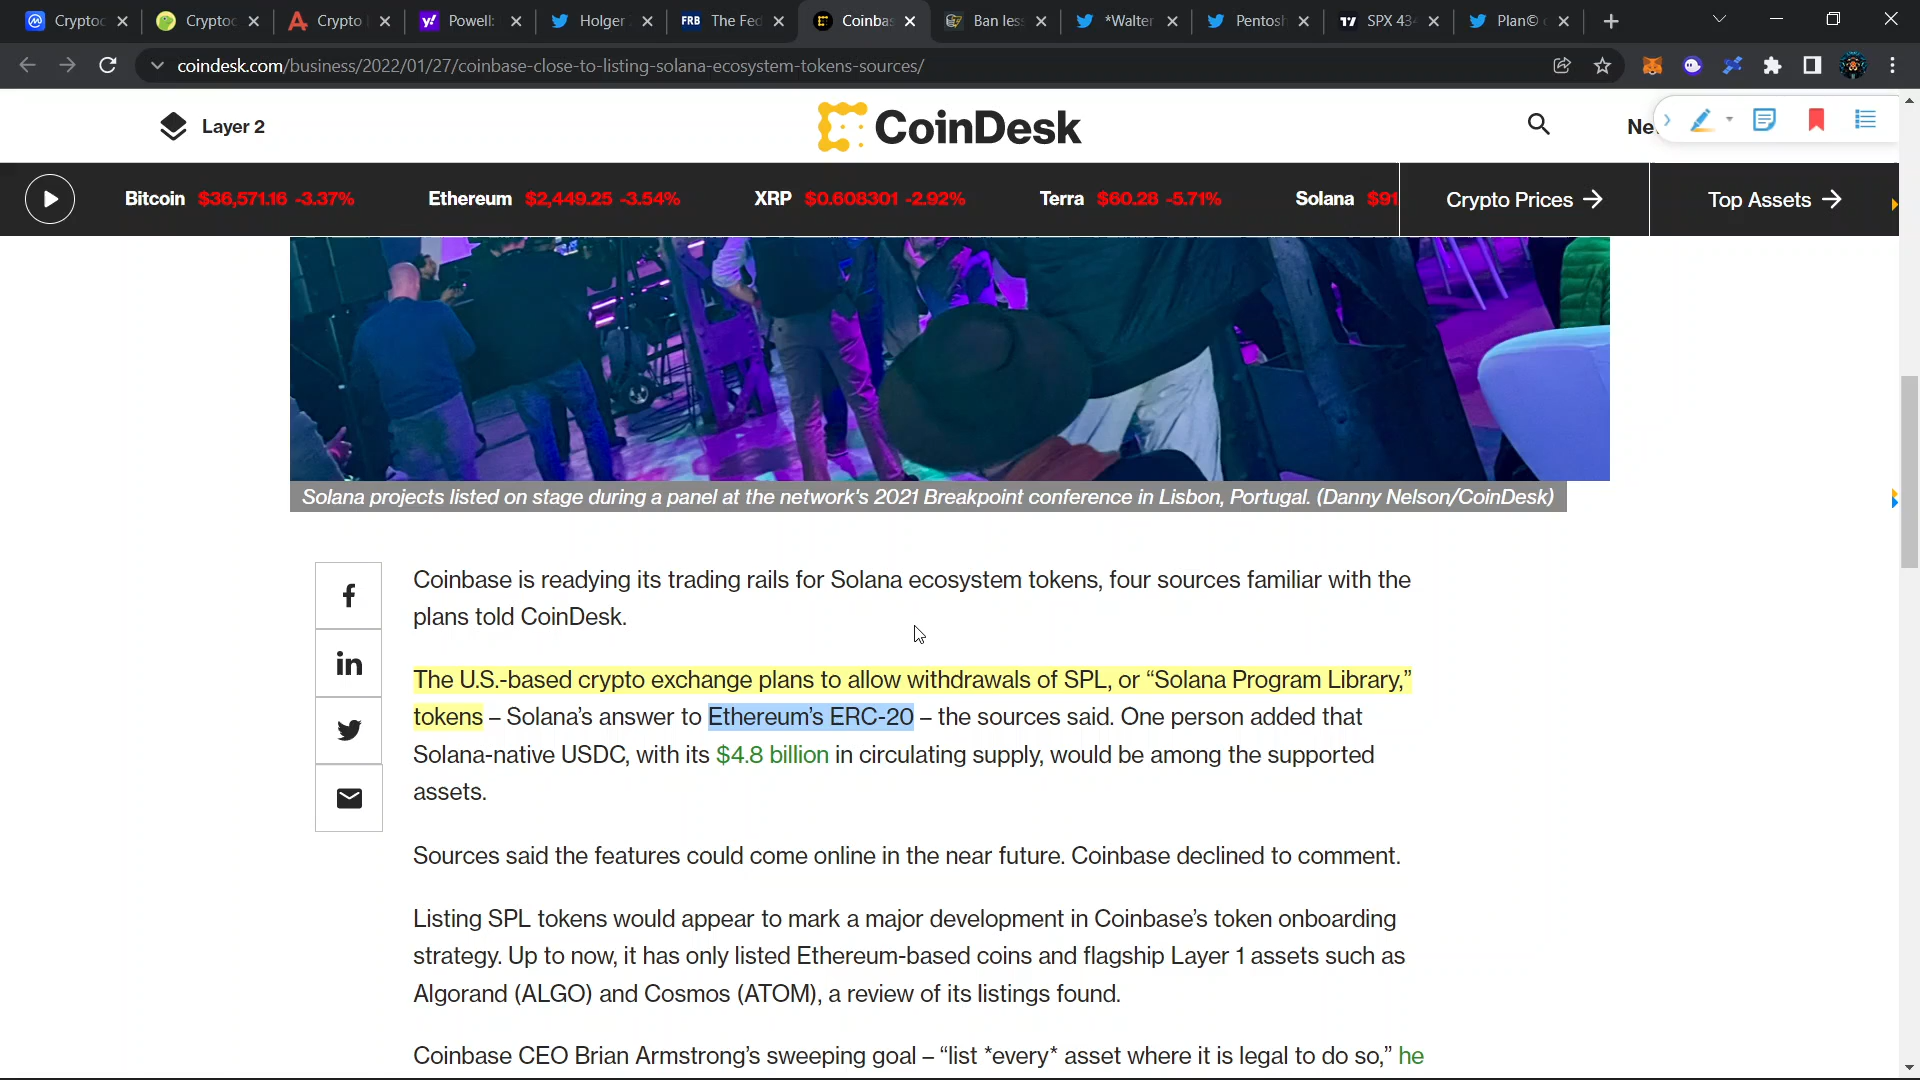 Cryptoc
Cryptoc
Crypto
Powell:
Holger
FRB
The Fed
Coinbas
Ban less
*Walter
Pentosh
SPX 43
Plan©
coindesk.com/business/2022/01/27/coinbase-close-to-listing-solana-ecosystem-tokens-sources/
Layer 2
CoinDesk
Bitcoin $36,571.16 -3.37%
Ethereum $2,449.25 -3.54%
XRP $0.608301 -2.92%
Terra $60.28 -5.71%
Solana $91
Crypto Prices →
Top Assets →
Solana projects listed on stage during a panel at the network's 2021 Breakpoint conference in Lisbon, Portugal. (Danny Nelson/CoinDesk)
Coinbase is readying its trading rails for Solana ecosystem tokens, four sources familiar with the
plans told CoinDesk.
The U.S.-based crypto exchange plans to allow withdrawals of SPL, or “Solana Program Library,”
tokens – Solana’s answer to Ethereum’s ERC-20 – the sources said. One person added that
Solana-native USDC, with its $4.8 billion in circulating supply, would be among the supported
assets.
Sources said the features could come online in the near future. Coinbase declined to comment.
Listing SPL tokens would appear to mark a major development in Coinbase’s token onboarding
strategy. Up to now, it has only listed Ethereum-based coins and flagship Layer 1 assets such as
Algorand (ALGO) and Cosmos (ATOM), a review of its listings found.
Coinbase CEO Brian Armstrong’s sweeping goal – “list *every* asset where it is legal to do so,” he